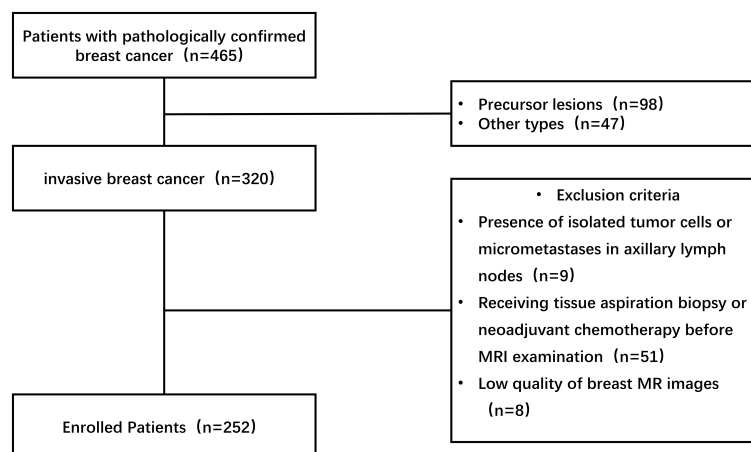 Patients with pathologically confirmed
breast cancer（n=465）
• Precursor lesions（n=98）
• Other types（n=47）
invasive breast cancer（n=320）
• Exclusion criteria
• Presence of isolated tumor cells or
micrometastases in axillary lymph
nodes（n=9）
• Receiving tissue aspiration biopsy or
neoadjuvant chemotherapy before
MRI examination（n=51）
• Low quality of breast MR images
（n=8）
Enrolled Patients（n=252）